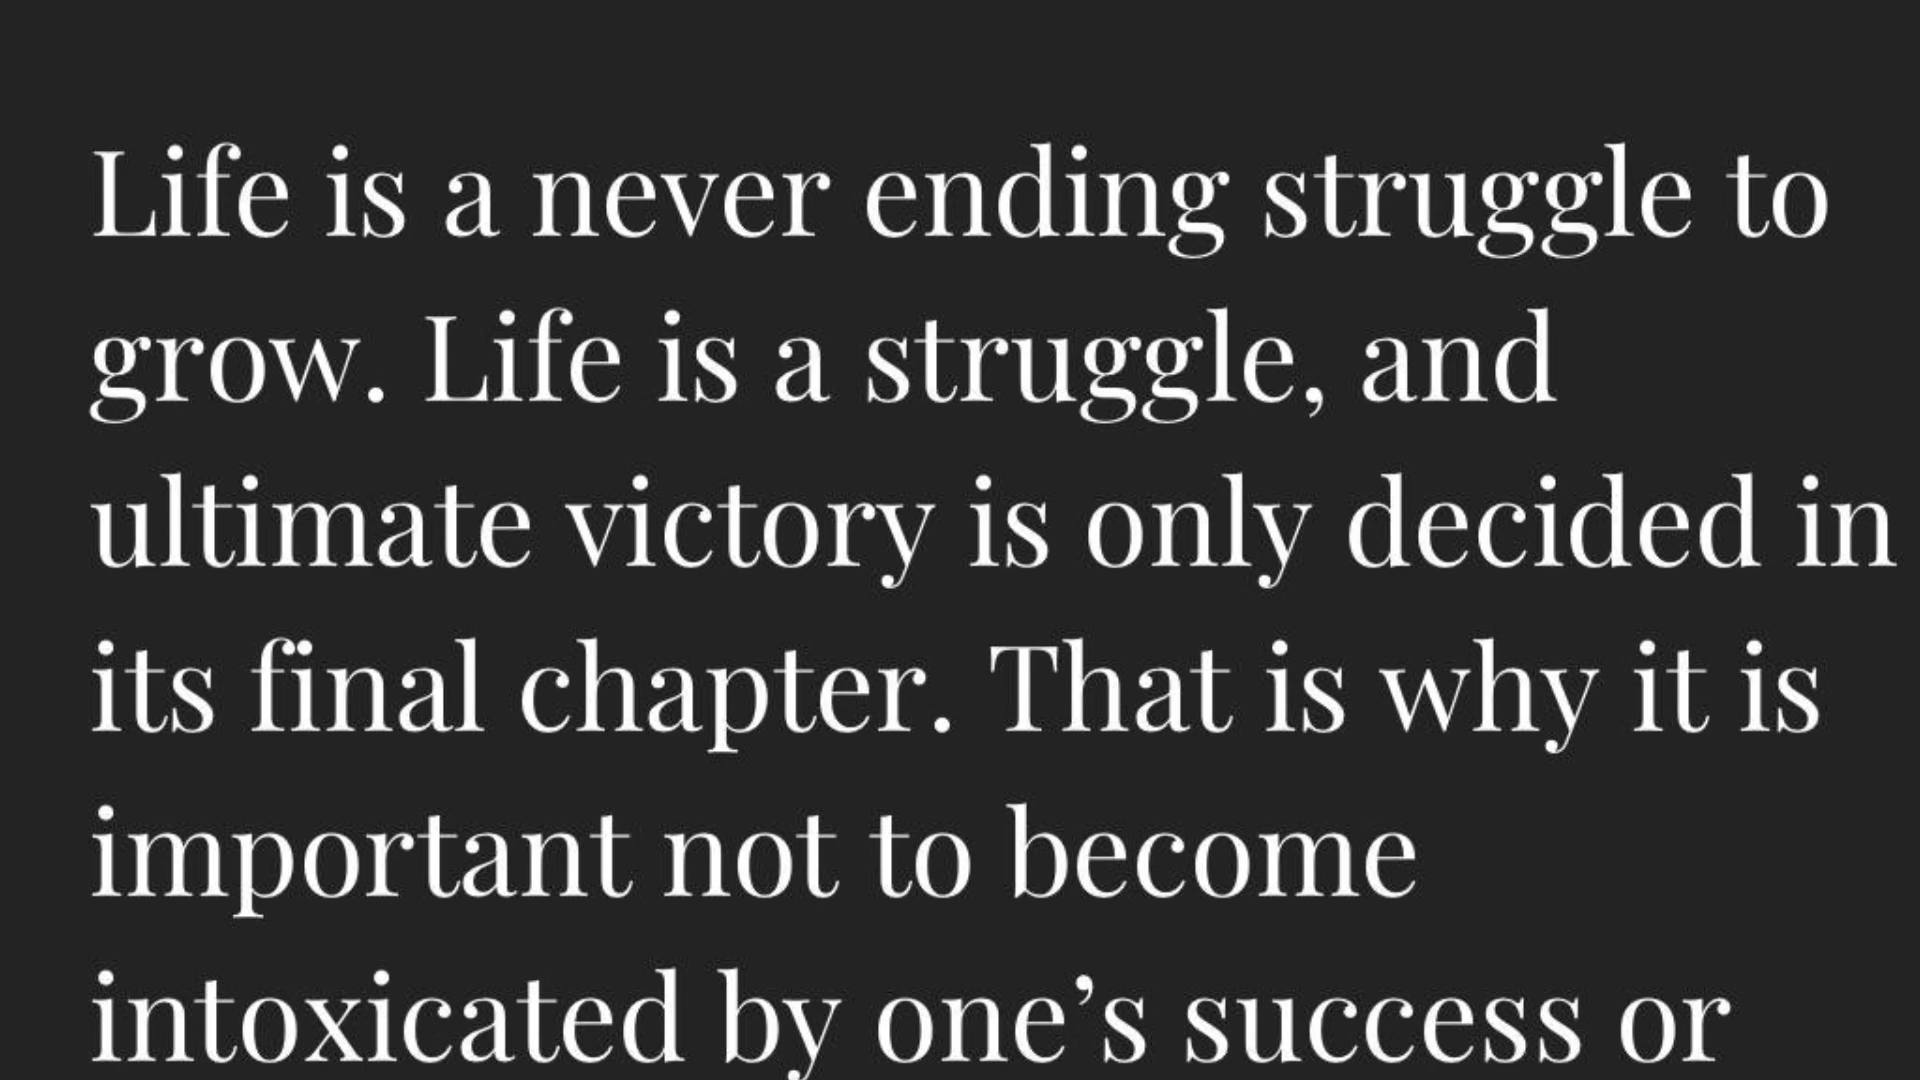 Life is a never ending struggle to
grow. Life is a struggle, and
ultimate victory is only decided in
its final chapter. That is why it is
important not to become
intoxicated by one’s success or